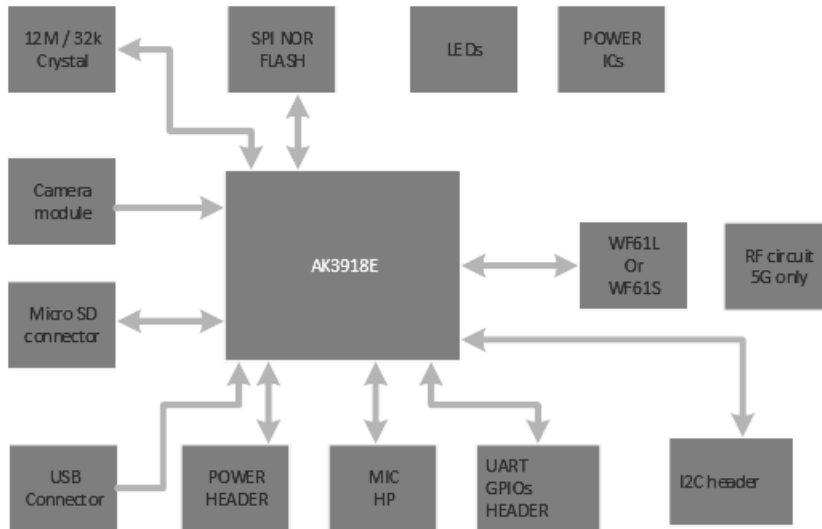 12M / 32k
Crystal
SPI NOR
FLASH
LEDs
POWER
ICs
Camera
module
AK3918E
WF61L
Or
WF61S
RF circuit
5G only
Micro SD
connector
USB
Connector
POWER
HEADER
MIC
HP
UART
GPIOs
HEADER
I2C header